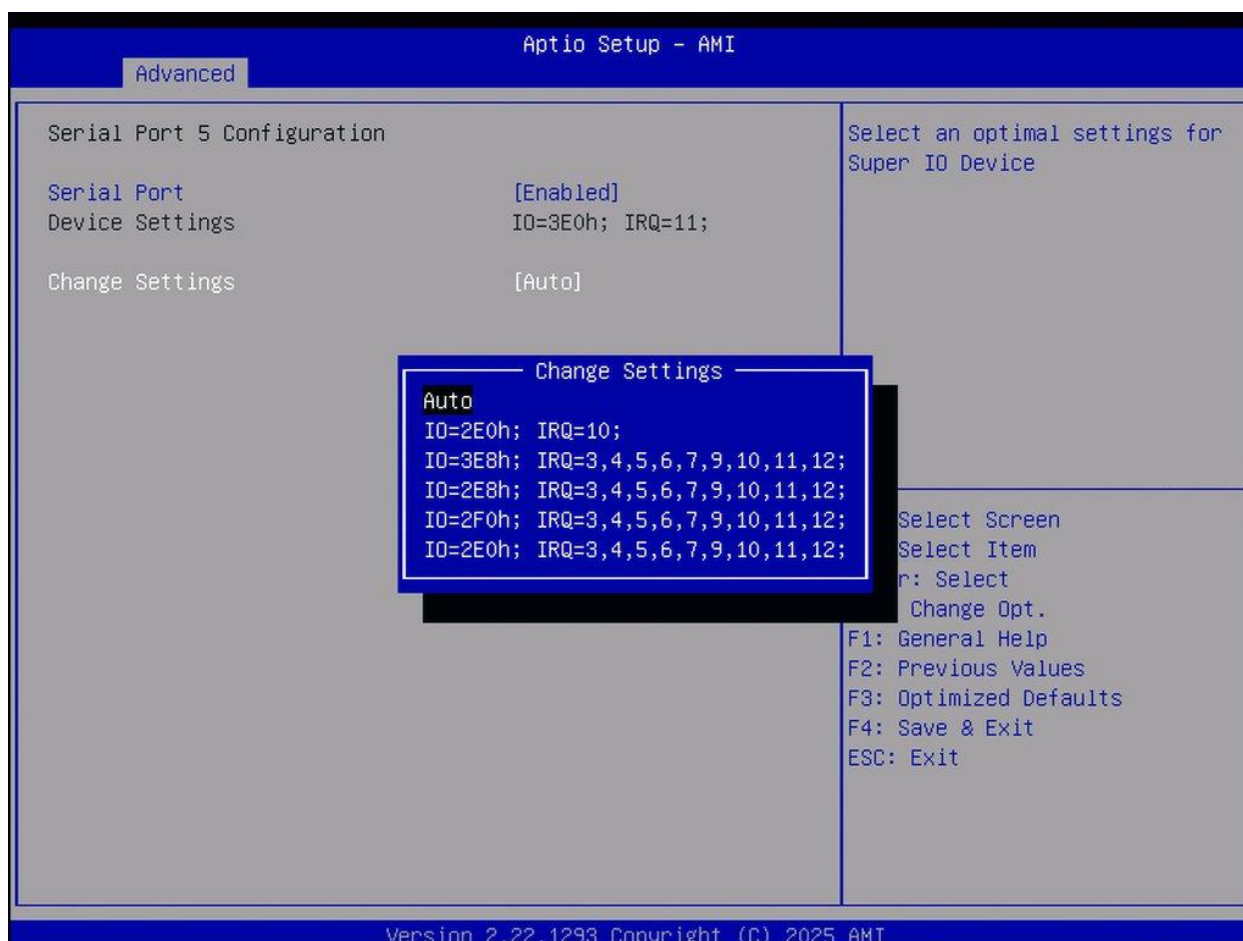 Aptio Setup – AMI
Advanced
Serial Port 5 Configuration
Serial Port [Enabled]
Device Settings IO=3E0h; IRQ=11;
Change Settings [Auto]
Select an optimal settings for
Super IO Device
Change Settings
Auto
IO=2E0h; IRQ=10;
IO=3E8h; IRQ=3,4,5,6,7,9,10,11,12;
IO=2E8h; IRQ=3,4,5,6,7,9,10,11,12;
IO=2F0h; IRQ=3,4,5,6,7,9,10,11,12;
IO=2E0h; IRQ=3,4,5,6,7,9,10,11,12;
Select Screen
Select Item
r: Select
Change Opt.
F1: General Help
F2: Previous Values
F3: Optimized Defaults
F4: Save & Exit
ESC: Exit
Version 2.22.1293 Copyright (C) 2025 AMI